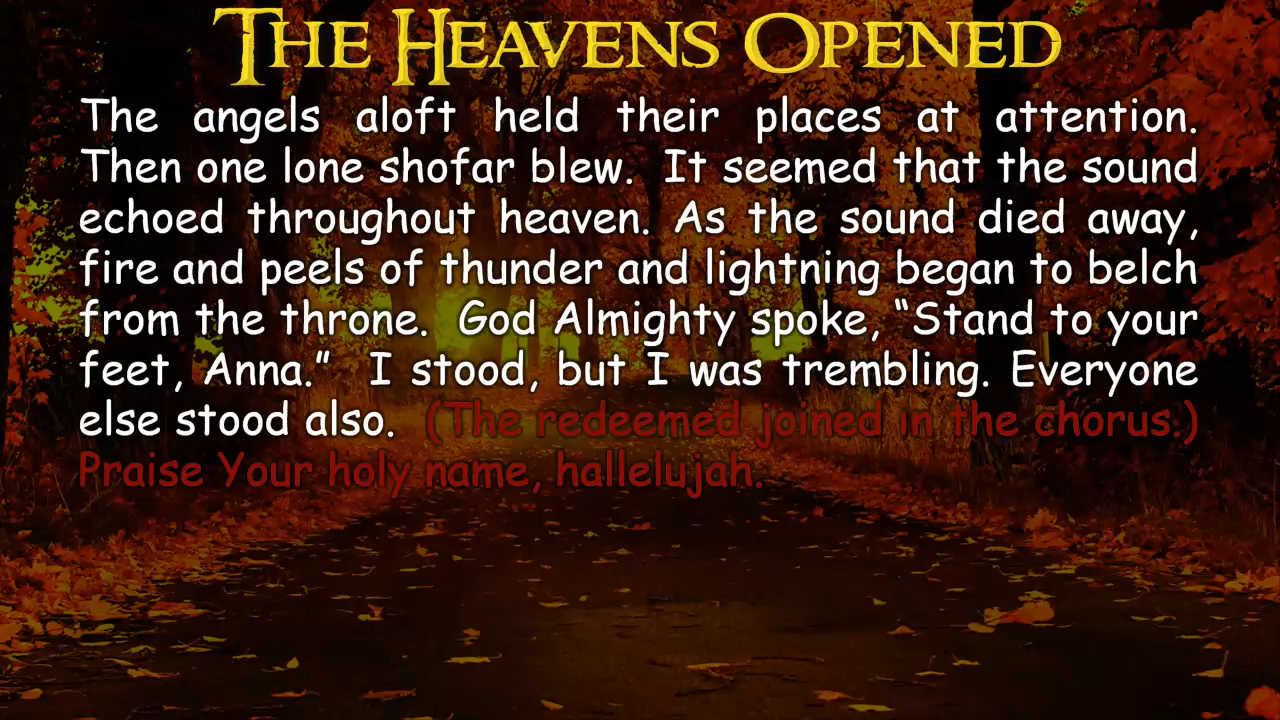 The Heavens Opened
The angels aloft held their places at attention.
Then one lone shofar blew. It seemed that the sound
echoed throughout heaven. As the sound died away,
fire and peels of thunder and lightning began to belch
from the throne. God Almighty spoke, “Stand to your
feet, Anna.” I stood, but I was trembling. Everyone
else stood also. (The redeemed joined in the chorus.)
Praise Your holy name, hallelujah.